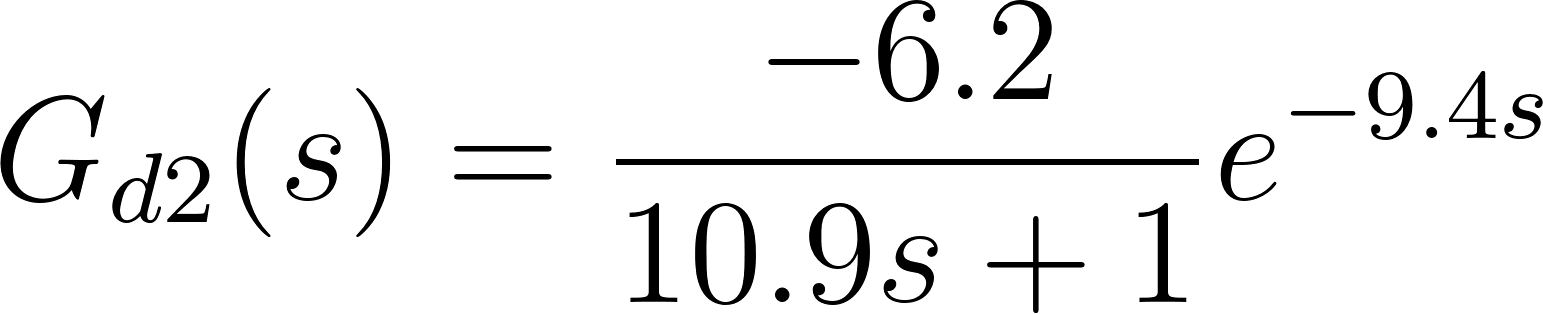 G_{d2}(s) = \frac{-6.2}{10.9s + 1} e^{-9.4s}